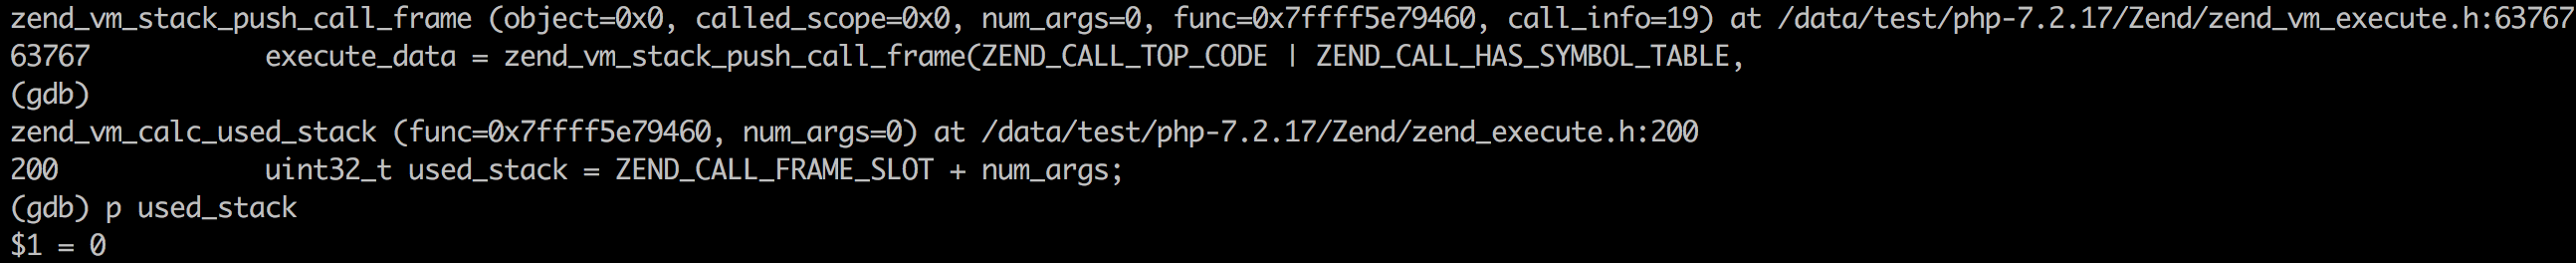 zend_vm_stack_push_call_frame (object=0x0, called_scope=0x0, num_args=0, func=0x7ffff5e79460, call_info=19) at /data/test/php-7.2.17/Zend/zend_vm_execute.h:63767
63767 execute_data = zend_vm_stack_push_call_frame(ZEND_CALL_TOP_CODE | ZEND_CALL_HAS_SYMBOL_TABLE,
(gdb)
zend_vm_calc_used_stack (func=0x7ffff5e79460, num_args=0) at /data/test/php-7.2.17/Zend/zend_execute.h:200
200 uint32_t used_stack = ZEND_CALL_FRAME_SLOT + num_args;
(gdb) p used_stack
$1 = 0